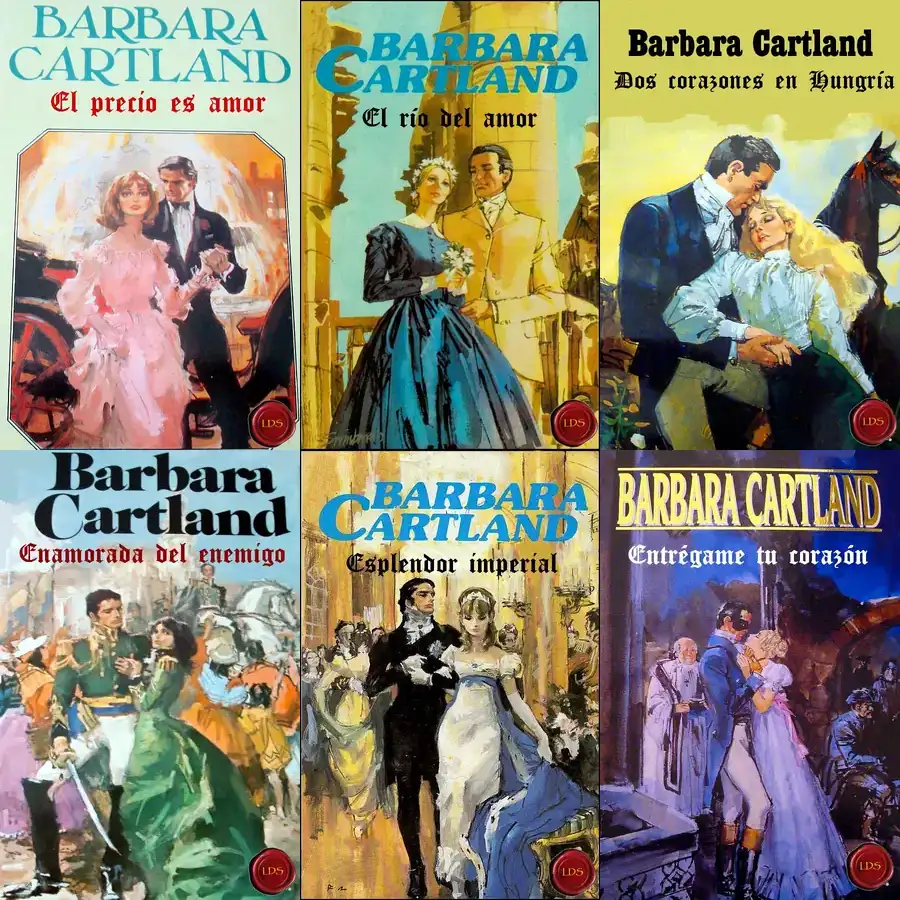 BARBARA
CARTLAND
El precio es amor
LDS
BARBARA
CARTLAND
El río del amor
LDS
Barbara Cartland
Dos corazones en Hungría
LDS
Barbara
Cartland
Enamorada del enemigo
LDS
BARBARA
CARTLAND
Esplendor imperial
LDS
BARBARA CARTLAND
Entrégame tu corazón
LDS